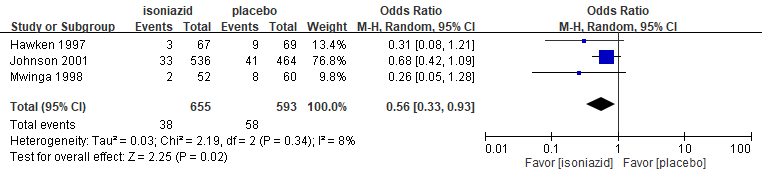 isoniazid placebo Odds Ratio Odds Ratio
Study or Subgroup Events Total Events Total Weight M-H, Random, 95% CI M-H, Random, 95% CI
Hawken 1997 3 67 9 69 13.4% 0.31 [0.08, 1.21]
Johnson 2001 33 536 41 464 76.8% 0.68 [0.42, 1.09]
Mwinga 1998 2 52 8 60 9.8% 0.26 [0.05, 1.28]
Total (95% CI) 655 593 100.0% 0.56 [0.33, 0.93]
Total events 38 58
Heterogeneity: Tau² = 0.03; Chi² = 2.19, df = 2 (P = 0.34); I² = 8%
Test for overall effect: Z = 2.25 (P = 0.02)
0.01 0.1 1 10 100
Favor [isoniazid] Favor [placebo]